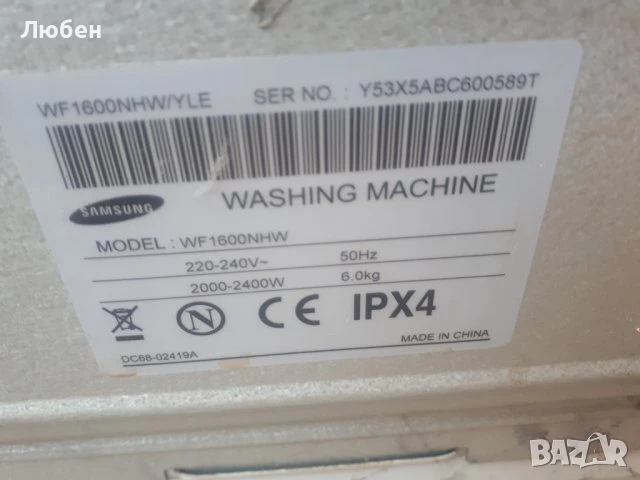 Любен
WF1600NHW/YLE SER NO. : Y53X5ABC600589T
SAMSUNG
WASHING MACHINE
MODEL : WF1600NHW
220-240V~ 50Hz
2000-2400W 6.0kg
N CE IPX4
DC68-02419A MADE IN CHINA
BAZAR